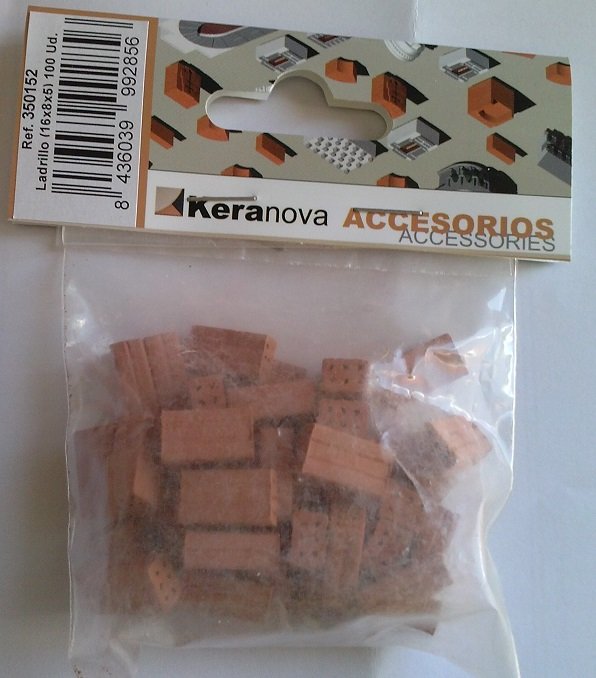 Ref. 350152
Ladrillo (16x8x5) 100 Ud.
8 436039 992856
Keranova
ACCESORIOS
ACCESSORIES